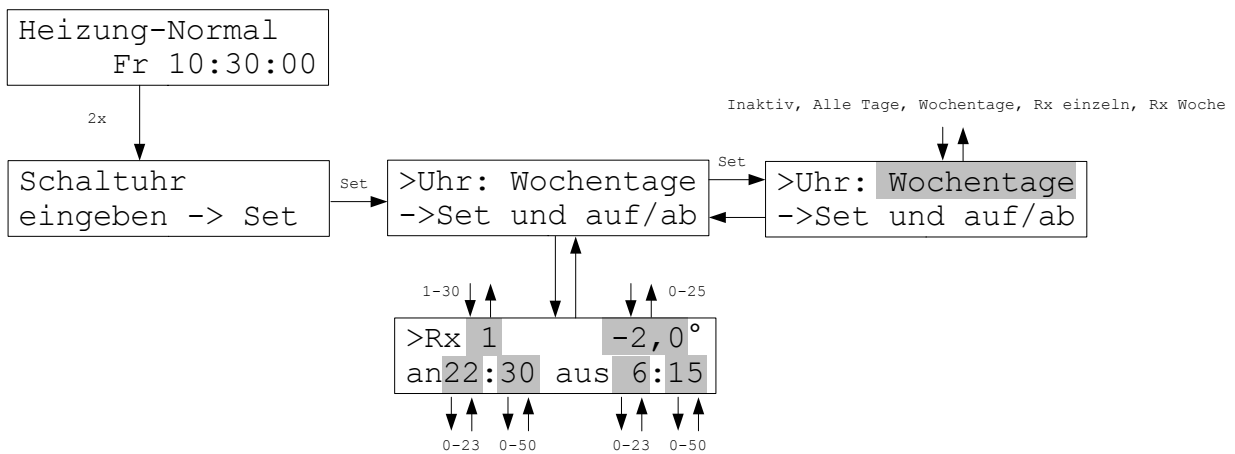 Heizung-Normal
Fr 10:30:00
2x
Inaktiv, Alle Tage, Wochentage, Rx einzeln, Rx Woche
Schaltuhr
eingeben -> Set
Set
>Uhr: Wochentage
->Set und auf/ab
Set
>Uhr: Wochentage
->Set und auf/ab
1-30
0-25
>Rx 1 -2,0°
an22:30 aus 6:15
0-23 0-50 0-23 0-50